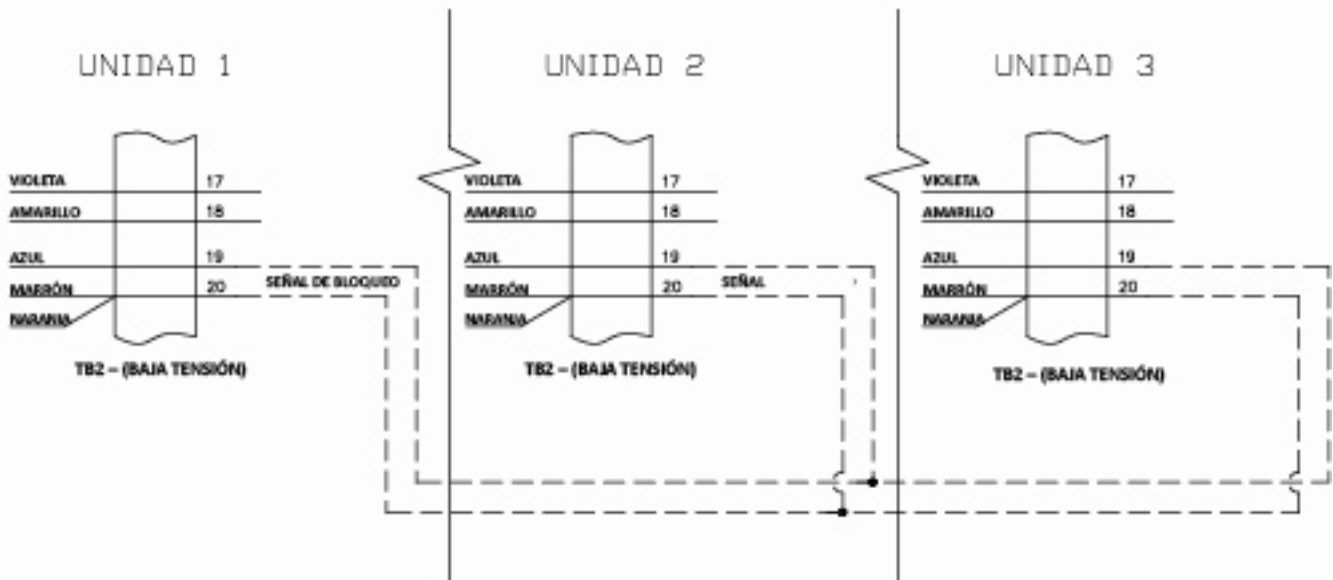 UNIDAD 1
VIOLETA 17
AMARILLO 18
AZUL 19
MARRÓN 20 SEÑAL DE BLOQUEO
NARANJA
TB2 – (BAJA TENSIÓN)
UNIDAD 2
VIOLETA 17
AMARILLO 18
AZUL 19
MARRÓN 20 SEÑAL
NARANJA
TB2 – (BAJA TENSIÓN)
UNIDAD 3
VIOLETA 17
AMARILLO 18
AZUL 19
MARRÓN 20
NARANJA
TB2 – (BAJA TENSIÓN)